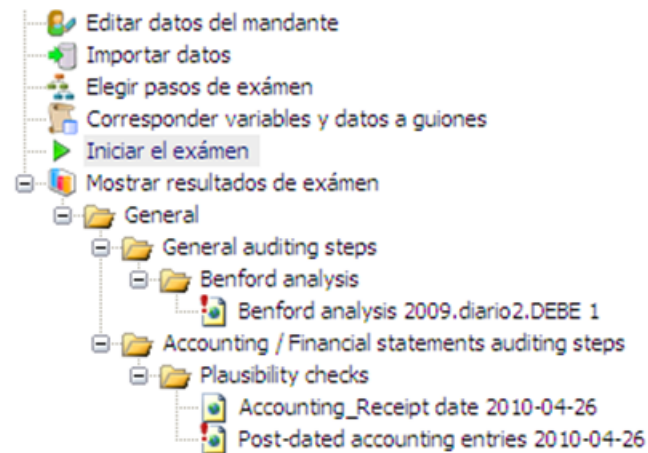 Editar datos del mandante
Importar datos
Elegir pasos de exámen
Corresponder variables y datos a guiones
Iniciar el exámen
Mostrar resultados de exámen
General
General auditing steps
Benford analysis
Benford analysis 2009.diario2.DEBE 1
Accounting / Financial statements auditing steps
Plausibility checks
Accounting_Receipt date 2010-04-26
Post-dated accounting entries 2010-04-26